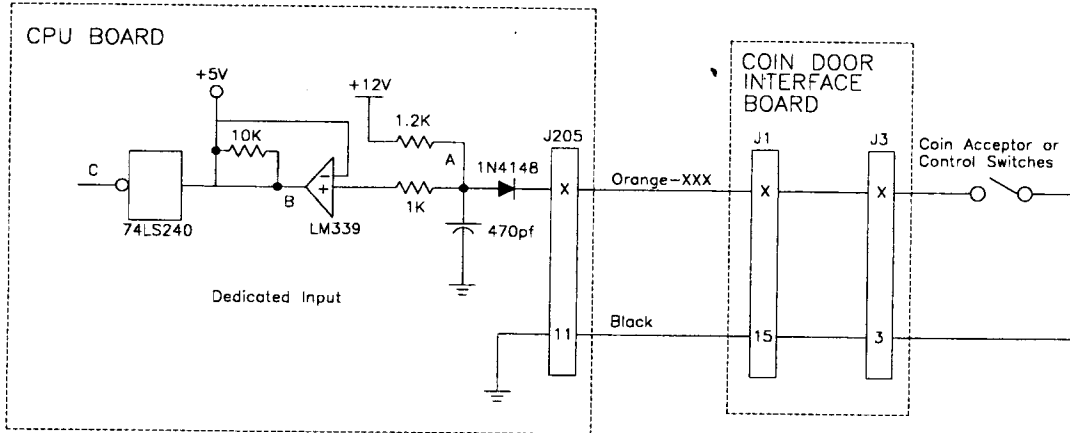 CPU BOARD
+5V
+12V
10K
1.2K
A
1N4148
J205
C
B
1K
X
74LS240
LM339
470pf
Dedicated Input
11
Orange-XXX
Black
COIN DOOR
INTERFACE
BOARD
J1
J3
X
X
15
3
Coin Acceptor or
Control Switches